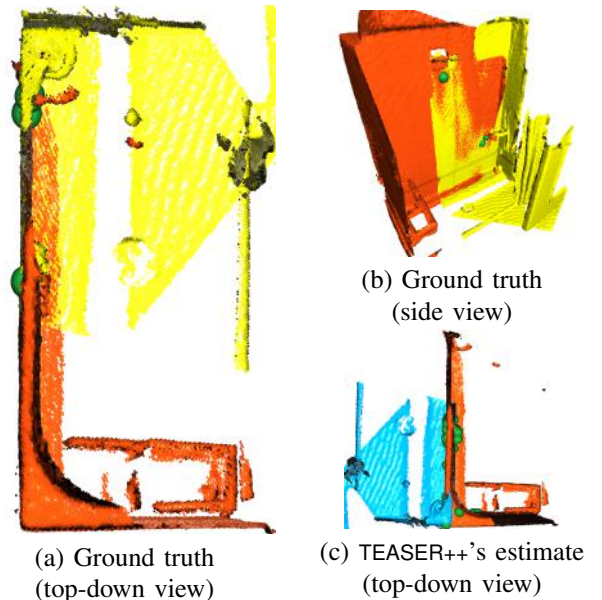 (a) Ground truth
(top-down view)
(b) Ground truth
(side view)
(c) TEASER++'s estimate
(top-down view)